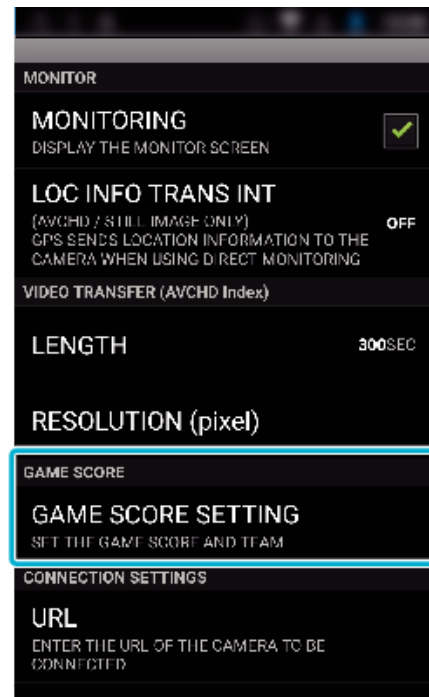 MONITOR
MONITORING
DISPLAY THE MONITOR SCREEN
LOC INFO TRANS INT
(AVCHD / STILL IMAGE ONLY)
OFF
GPS SENDS LOCATION INFORMATION TO THE
CAMERA WHEN USING DIRECT MONITORING
VIDEO TRANSFER (AVCHD Index)
LENGTH
300SEC
RESOLUTION (pixel)
GAME SCORE
GAME SCORE SETTING
SET THE GAME SCORE AND TEAM
CONNECTION SETTINGS
URL
ENTER THE URL OF THE CAMERA TO BE
CONNECTED